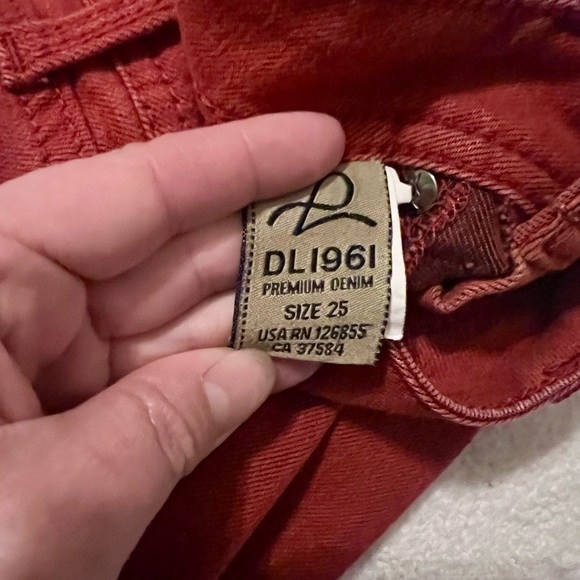 DL1961
PREMIUM DENIM
SIZE 25
USA RN 126855
CA 37584